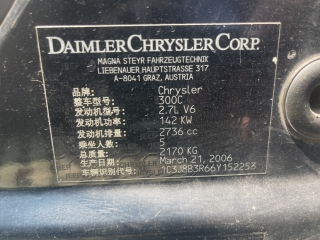 DAIMLERCHRYSLER CORP.
MAGNA STEYR FAHRZEUGTECHNIK
LIEBENAUER HAUPTSTRASSE 317
A-8041 GRAZ, AUSTRIA
品牌: Chrysler
整车型号: 300C
发动机型号: 2.7L V6
发动机功率: 142 KW
发动机排量: 2736 cc
乘坐人数: 5
总质量: 2170 KG
生产日期: March 21, 2006
车辆识别号: 1C3J8B3R66Y152253